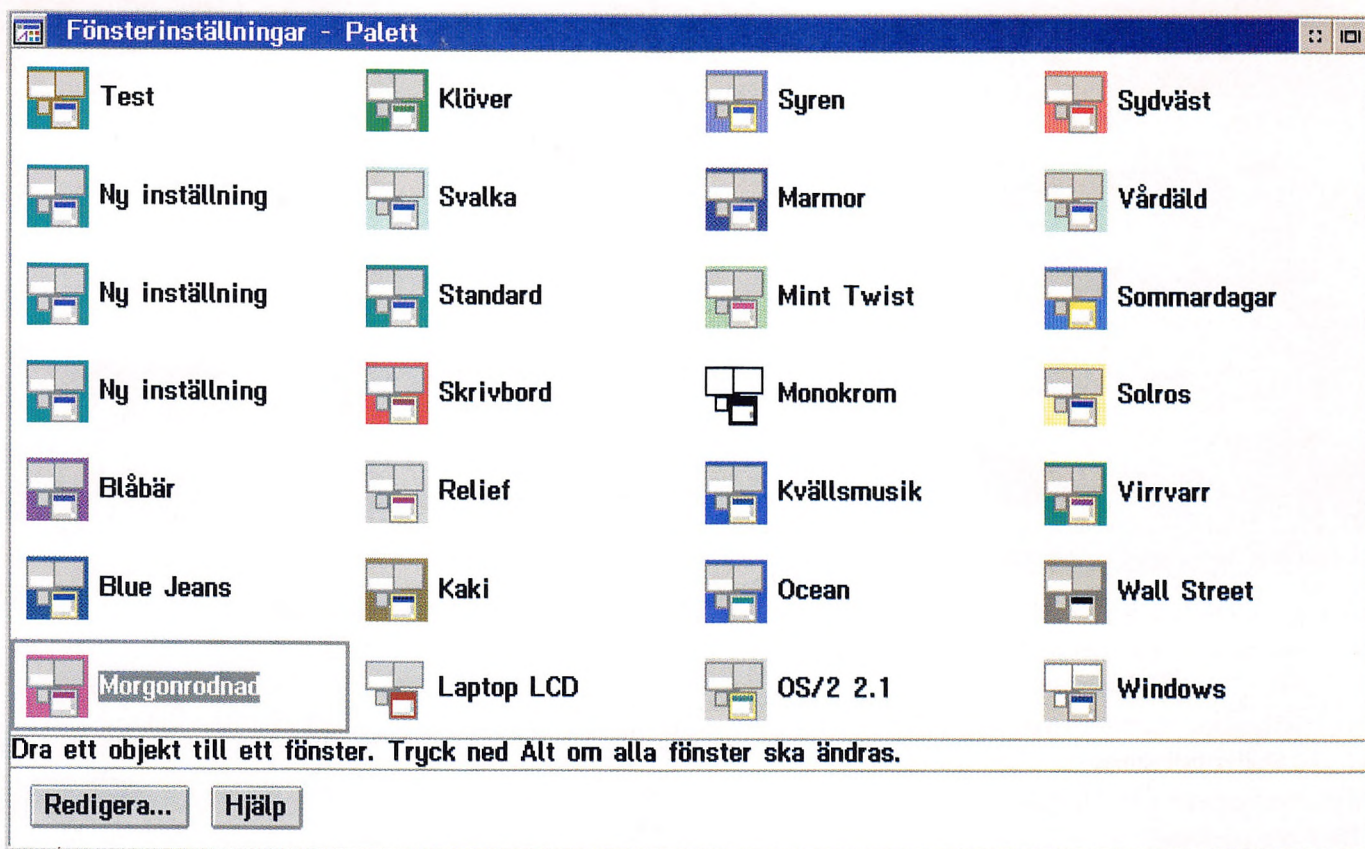 Fönsterinställningar - Palett
Test
Klöver
Syren
Sydväst
Ny inställning
Svalka
Marmor
Vårdäld
Ny inställning
Standard
Mint Twist
Sommardagar
Ny inställning
Skrivbord
Monokrom
Solros
Blåbär
Relief
Kvällsmusik
Virrvarr
Blue Jeans
Kaki
Ocean
Wall Street
Morgonrodnad
Laptop LCD
OS/2 2.1
Windows
Dra ett objekt till ett fönster. Tryck ned Alt om alla fönster ska ändras.
Redigera...
Hjälp